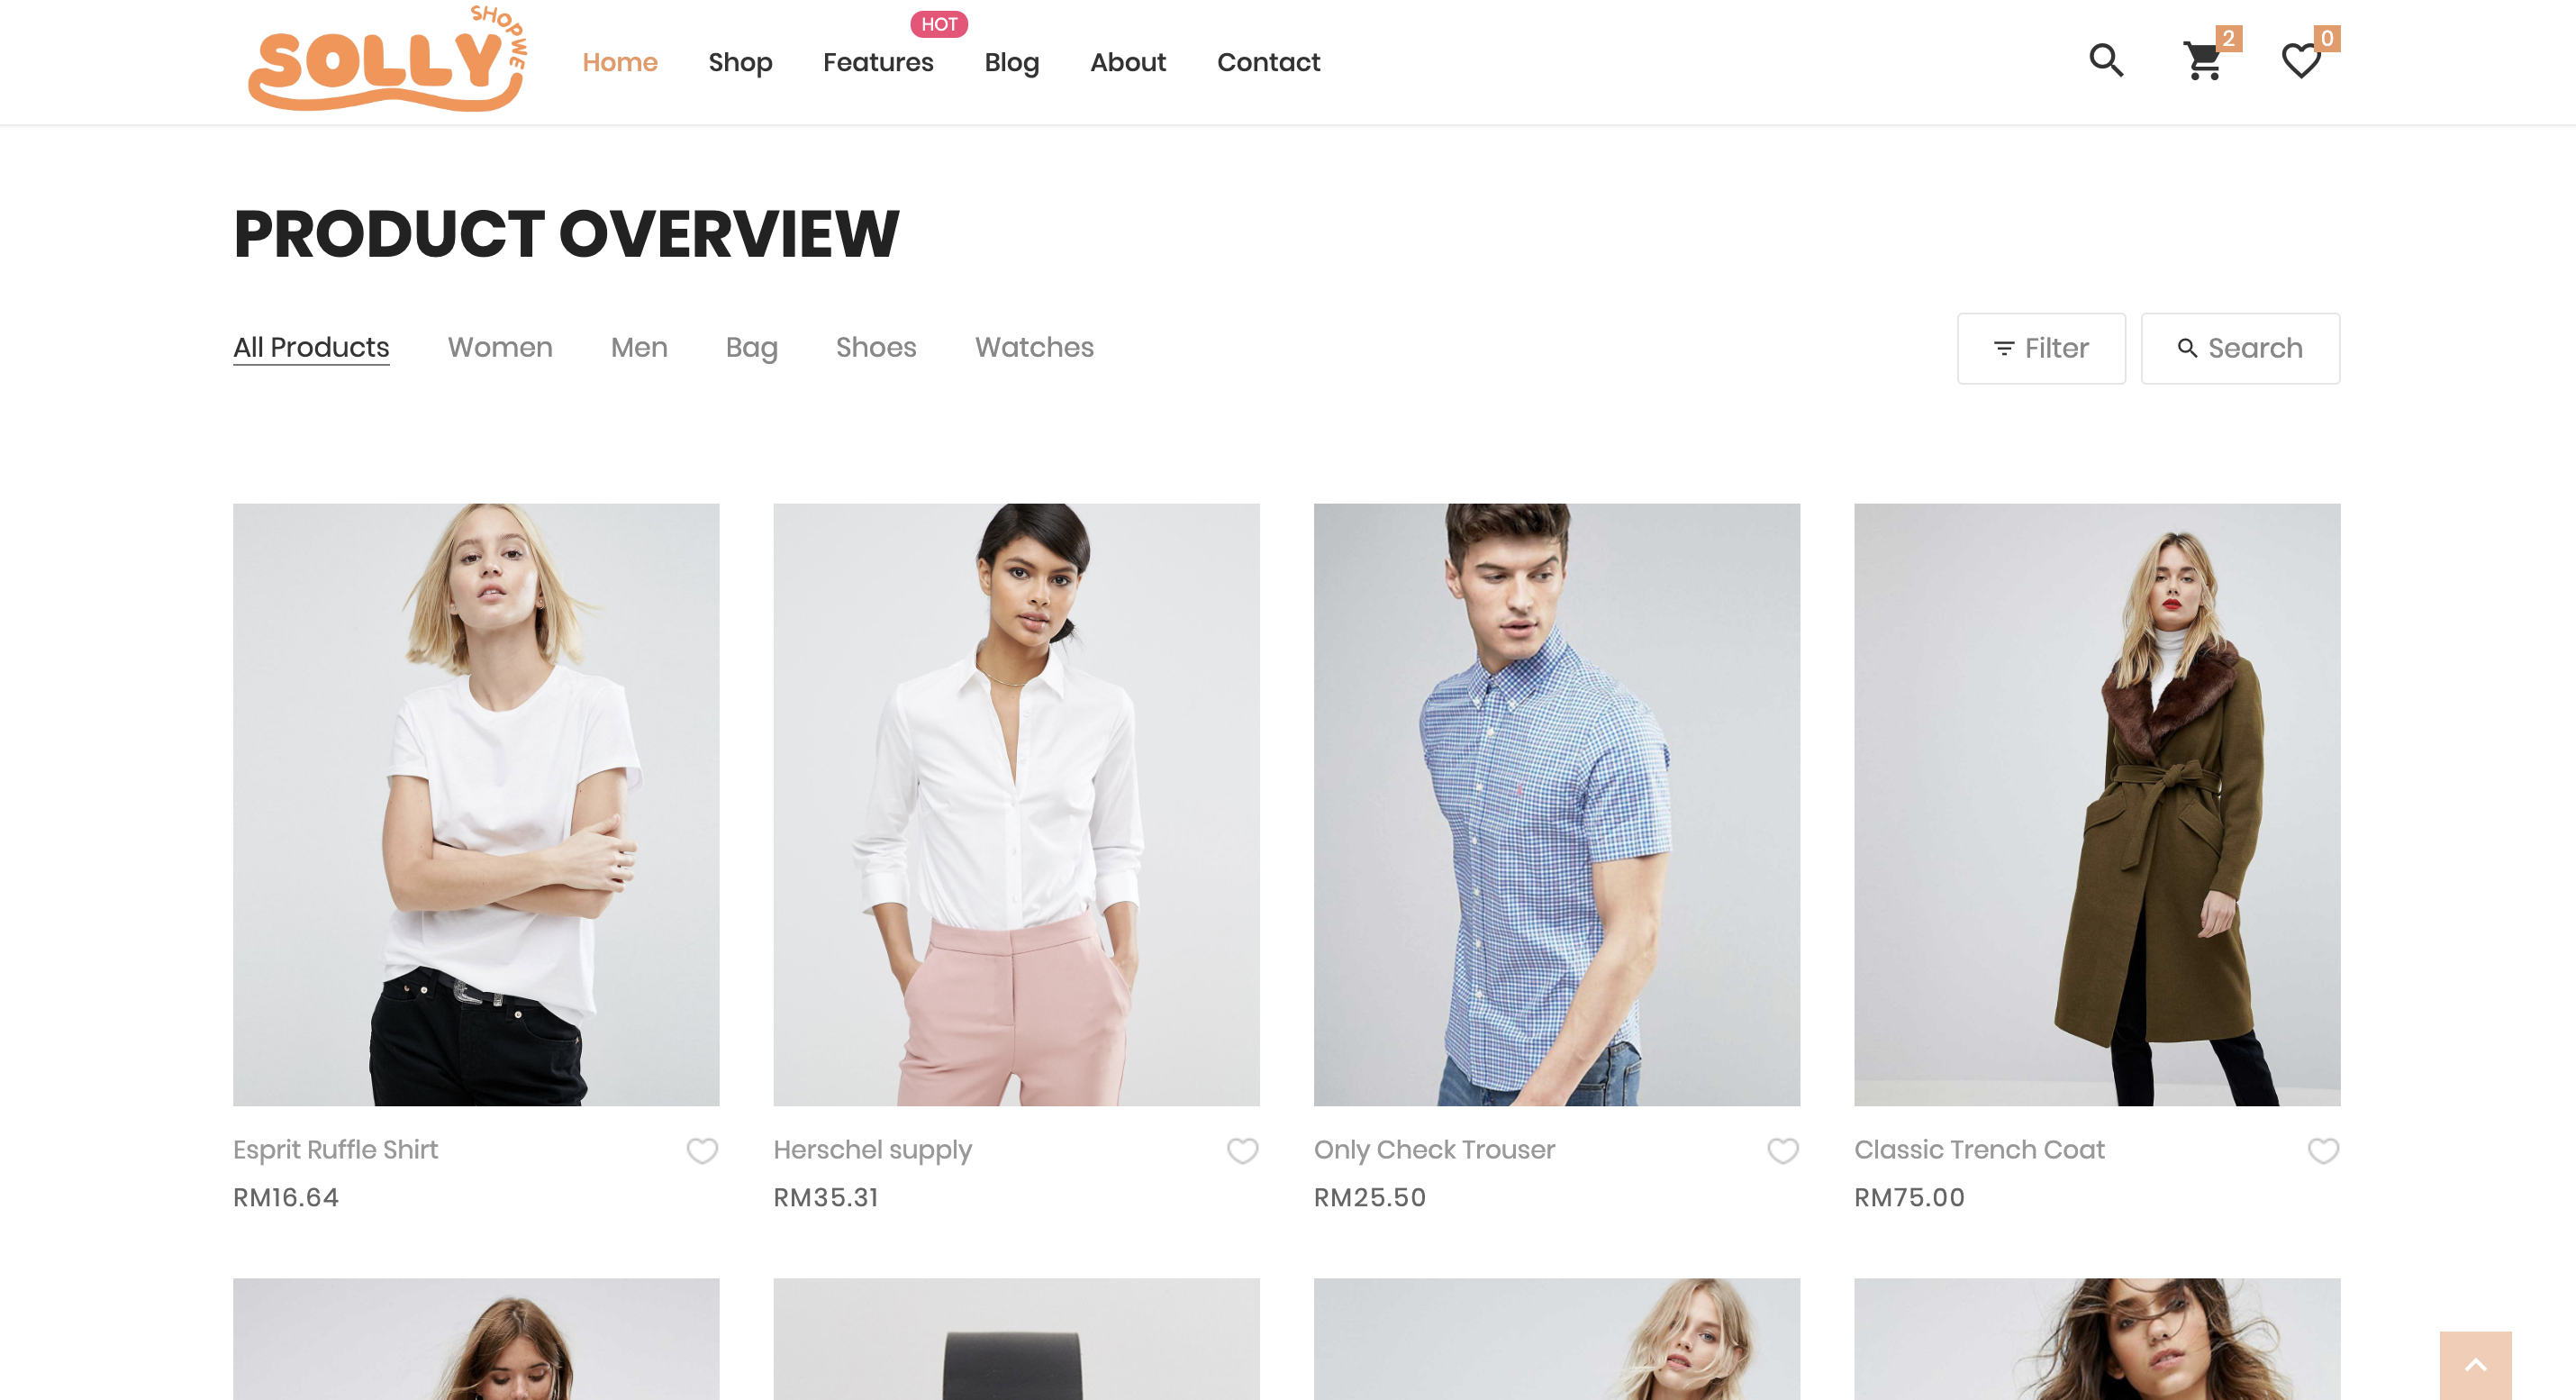 SOLLY
SHOPWE
Home Shop Features HOT Blog About Contact
2 0
PRODUCT OVERVIEW
All Products Women Men Bag Shoes Watches
Filter Search
Esprit Ruffle Shirt Herschel supply Only Check Trouser Classic Trench Coat
RM16.64 RM35.31 RM25.50 RM75.00